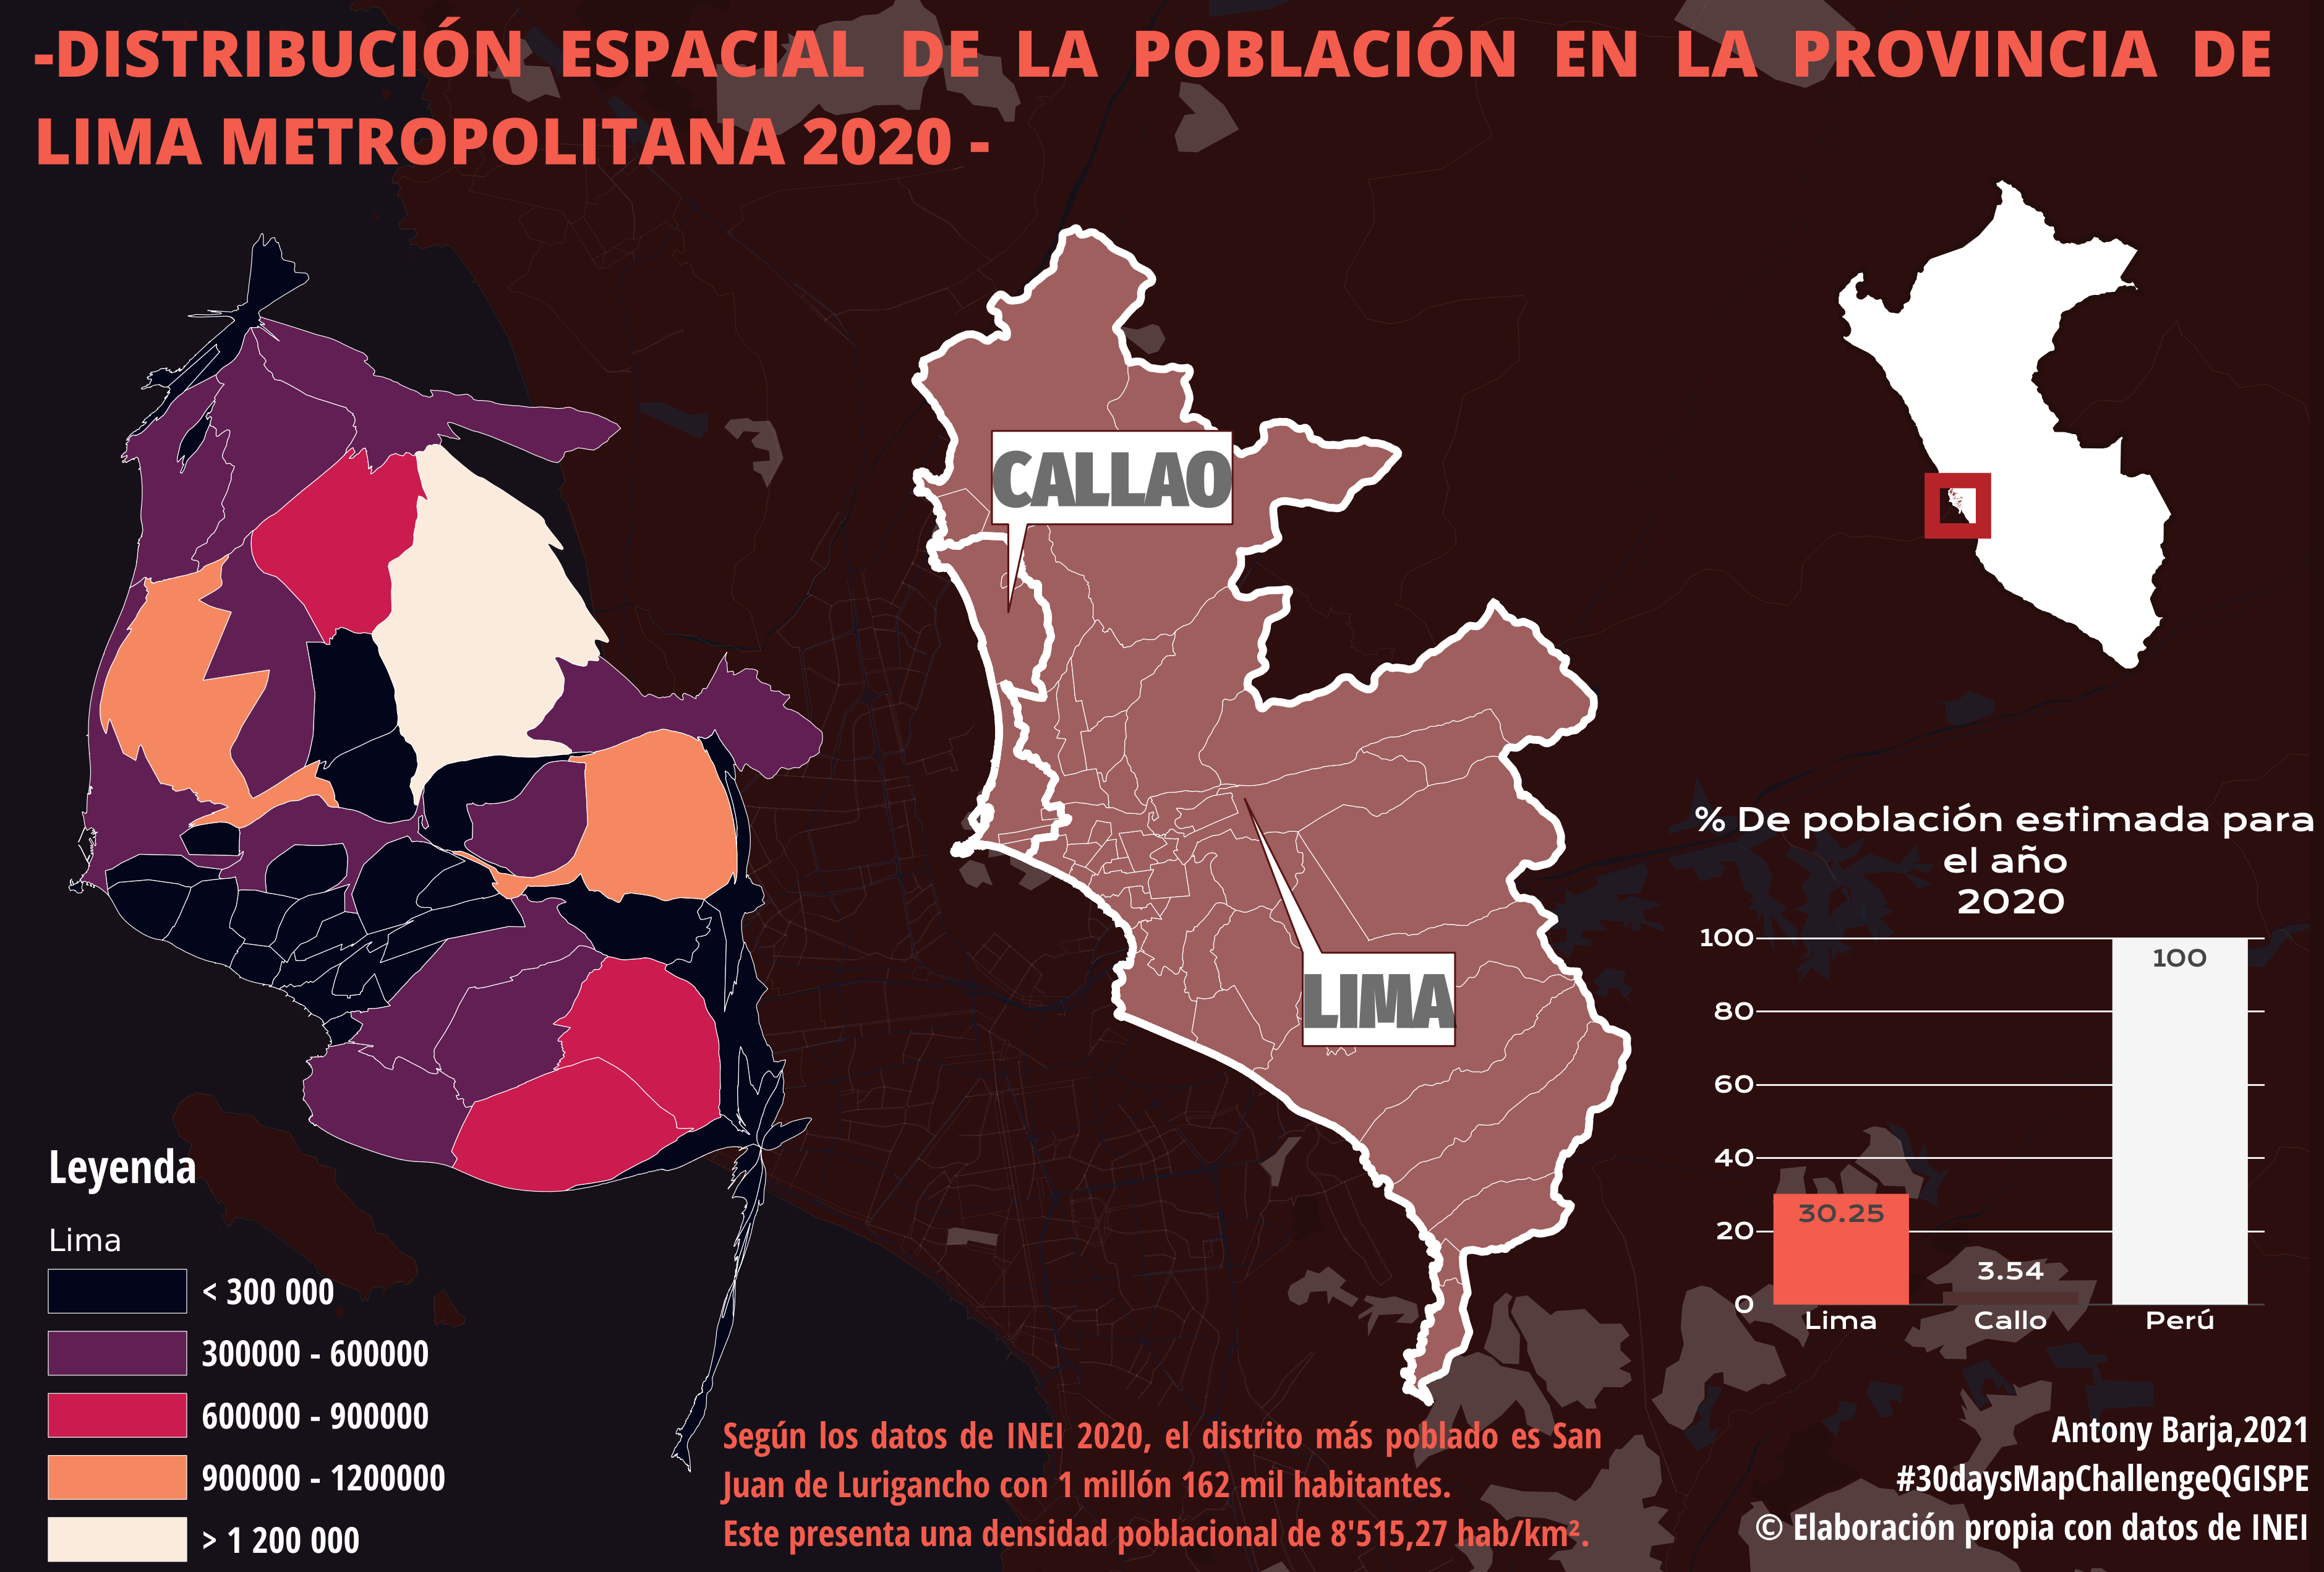 -DISTRIBUCIÓN ESPACIAL DE LA POBLACIÓN EN LA PROVINCIA DE
LIMA METROPOLITANA 2020 -
CALLAO
LIMA
% De población estimada para
el año
2020
100
80
60
40
20
0
30.25
3.54
100
Lima
Callo
Perú
Leyenda
Lima
< 300 000
300000 - 600000
600000 - 900000
900000 - 1200000
> 1 200 000
Según los datos de INEI 2020, el distrito más poblado es San
Juan de Lurigancho con 1 millón 162 mil habitantes.
Este presenta una densidad poblacional de 8'515,27 hab/km².
Antony Barja,2021
#30daysMapChallengeQGISPE
© Elaboración propia con datos de INEI